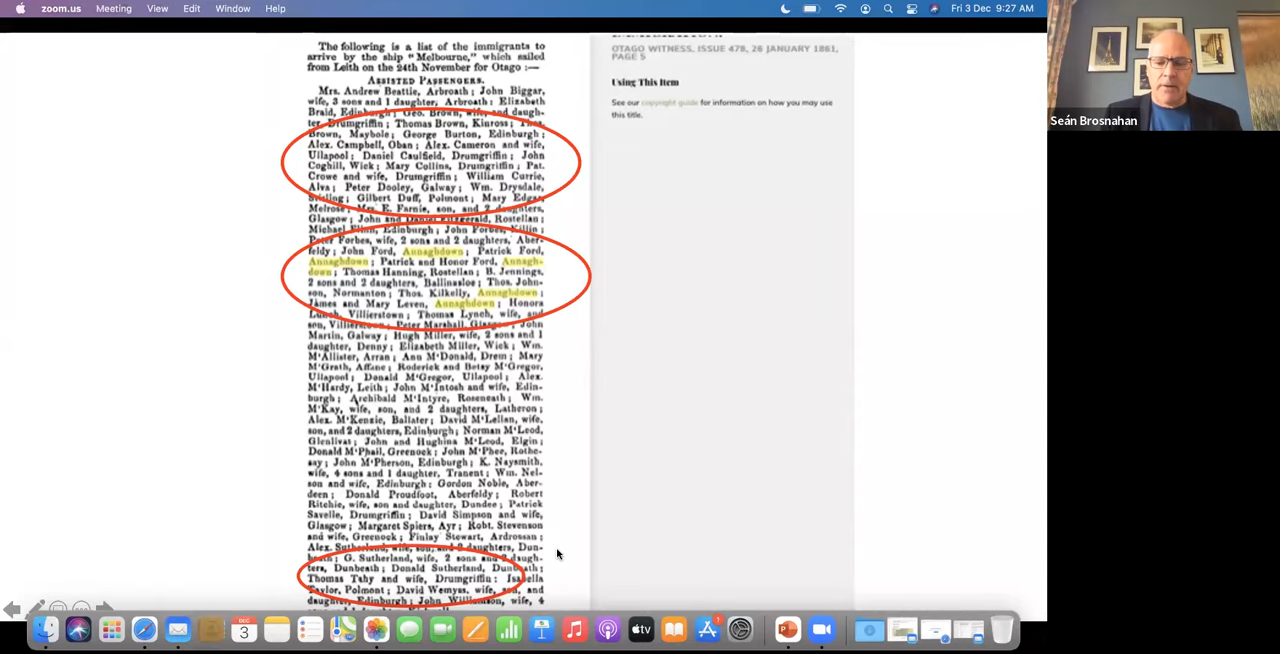 zoom.us Meeting View Edit Window Help Fri 3 Dec 9:27 AM
The following is a list of the immigrants to
arrive by the ship "Melbourne," which sailed
from Leith on the 24th November for Otago :—
ASSISTED PASSENGERS.
Mrs. Andrew Beattie, Arbroath ; John Biggar,
wife, 3 sons and 1 daughter, Arbroath ; Elizabeth
Braid, Edinburgh ; Geo. Brown, wife, and daugh-
ter, Drumgriffin ; Thomas Brown, Kinross ; Thos.
Brown, Maybole ; George Burton, Edinburgh ;
Alex. Campbell, Oban ; Alex. Cameron and wife,
Ullapool ; Daniel Caulfield, Drumgriffin ; John
Coghill, Wick ; Mary Collins, Drumgriffin ; Pat.
Crowe and wife, Drumgriffin ; William Currie,
Alva ; Peter Dooley, Galway ; Wm. Drysdale,
Stirling ; Gilbert Duff, Polmont ; Mary Edgar,
Melrose ; Mrs. E. Farnie, son, and 2 daughters,
Glasgow ; John and Daniel Fitzgerald, Rostellan ;
Michael Flinn, Edinburgh ; John Forbes, Killin ;
Peter Forbes, wife, 2 sons and 2 daughters, Aber-
feldy ; John Ford, Annaghdown ; Patrick Ford,
Annaghdown ; Patrick and Honor Ford, Annagh-
down ; Thomas Hanning, Rostellan ; B. Jennings,
2 sons and 2 daughters, Ballinasloe ; Thos. John-
son, Normanton ; Thos. Kilkelly, Annaghdown ;
James and Mary Leven, Annaghdown ; Honora
Lynch, Villierstown ; Thomas Lynch, wife, and
son, Villierstown ; Peter Marshall, Glasgow ; John
Martin, Galway ; Hugh Miller, wife, 2 sons and 1
daughter, Denny ; Elizabeth Miller, Wick ; Wm.
M'Allister, Arran ; Ann M'Donald, Drem ; Mary
M'Grath, Affane ; Roderick and Betsy M'Gregor,
Ullapool ; Donald M'Gregor, Ullapool ; Alex.
M'Hardy, Leith ; John M'Intosh and wife, Edin-
burgh ; Archibald M'Intyre, Roseneath ; Wm.
M'Kay, wife, son, and 2 daughters, Latheron ;
Alex. M'Kenzie, Ballater ; David M'Lellan, wife,
son, and 2 daughters, Edinburgh ; Norman M'Leod,
Glenlivas ; John and Hughina M'Leod, Elgin ;
Donald M'Phail, Greenock ; John M'Phee, Rothe-
say ; John M'Pherson, Edinburgh ; K. Naysmith,
wife, 4 sons and 1 daughter, Tranent ; Wm. Nel-
son and wife, Edinburgh ; Gordon Noble, Aber-
deen ; Donald Proudfoot, Aberfeldy ; Robert
Ritchie, wife, son and daughter, Dundee ; Patrick
Savelle, Drumgriffin ; David Simpson and wife,
Glasgow ; Margaret Spiers, Ayr ; Robt. Stevenson
and wife, Greenock ; Finlay Stewart, Ardrossan ;
Alex. Sutherland, wife, son, and 2 daughters, Dun-
beath ; G. Sutherland, wife, 2 sons and 2 daugh-
ters, Dunbeath ; Donald Sutherland, Dunbeath ;
Thomas Tahy and wife, Drumgriffin ; Isabella
Taylor, Polmont ; David Wemyss, wife, son, and
daughter, Edinburgh ; John Williamson, wife, 4
OTAGO WITNESS, ISSUE 478, 26 JANUARY 1861,
PAGE 5
Using This Item
See our copyright guide for information on how you may use
this title.
Seán Brosnahan
DEC
3
tv
1